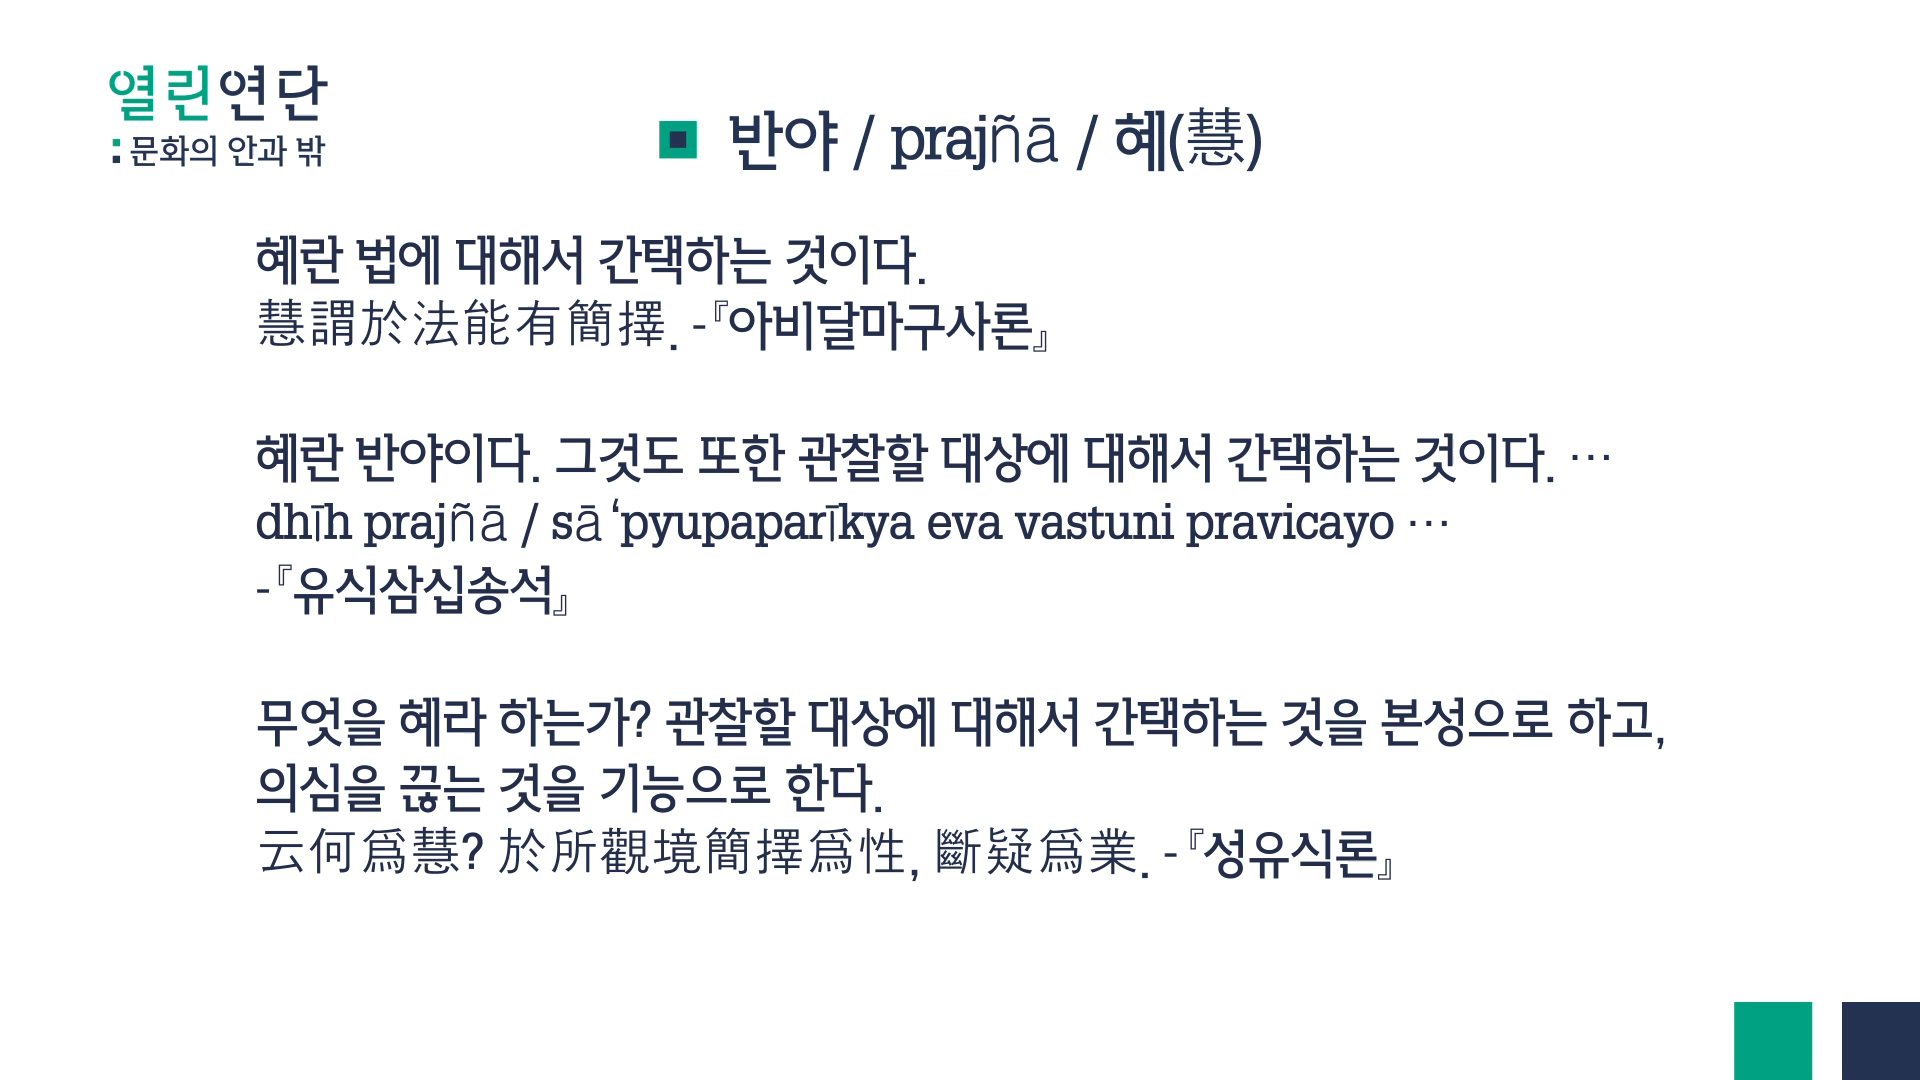 열린연단
: 문화의 안과 밖
반야 / prajñā / 혜(慧)
혜란 법에 대해서 간택하는 것이다.
慧謂於法能有簡擇. -『아비달마구사론』
혜란 반야이다. 그것도 또한 관찰할 대상에 대해서 간택하는 것이다. …
dhīh prajñā / sā ‘pyupaparīkya eva vastuni pravicayo …
-『유식삼십송석』
무엇을 혜라 하는가? 관찰할 대상에 대해서 간택하는 것을 본성으로 하고,
의심을 끊는 것을 기능으로 한다.
云何爲慧? 於所觀境簡擇爲性, 斷疑爲業. -『성유식론』